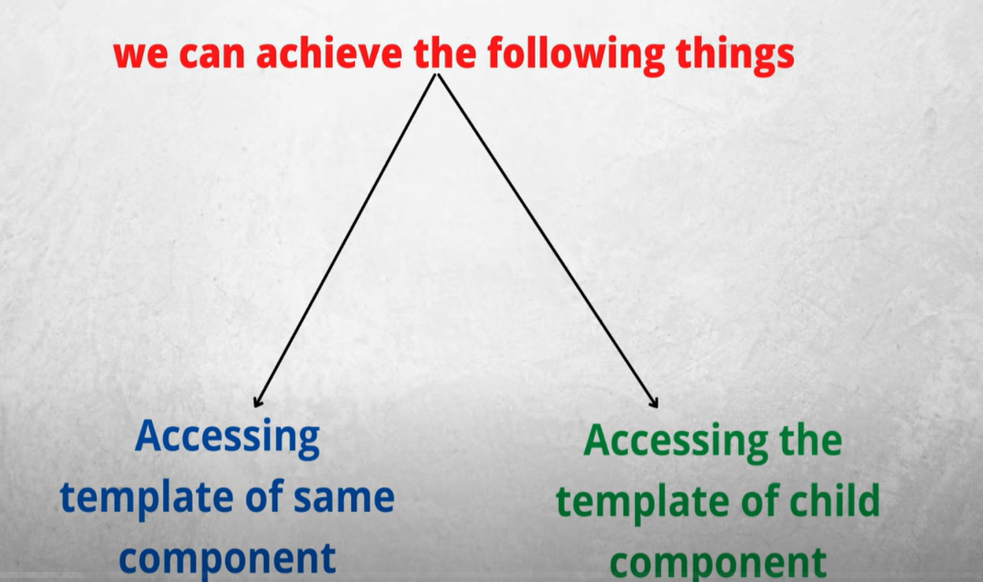 we can achieve the following things
Accessing
template of same
component
Accessing the
template of child
component